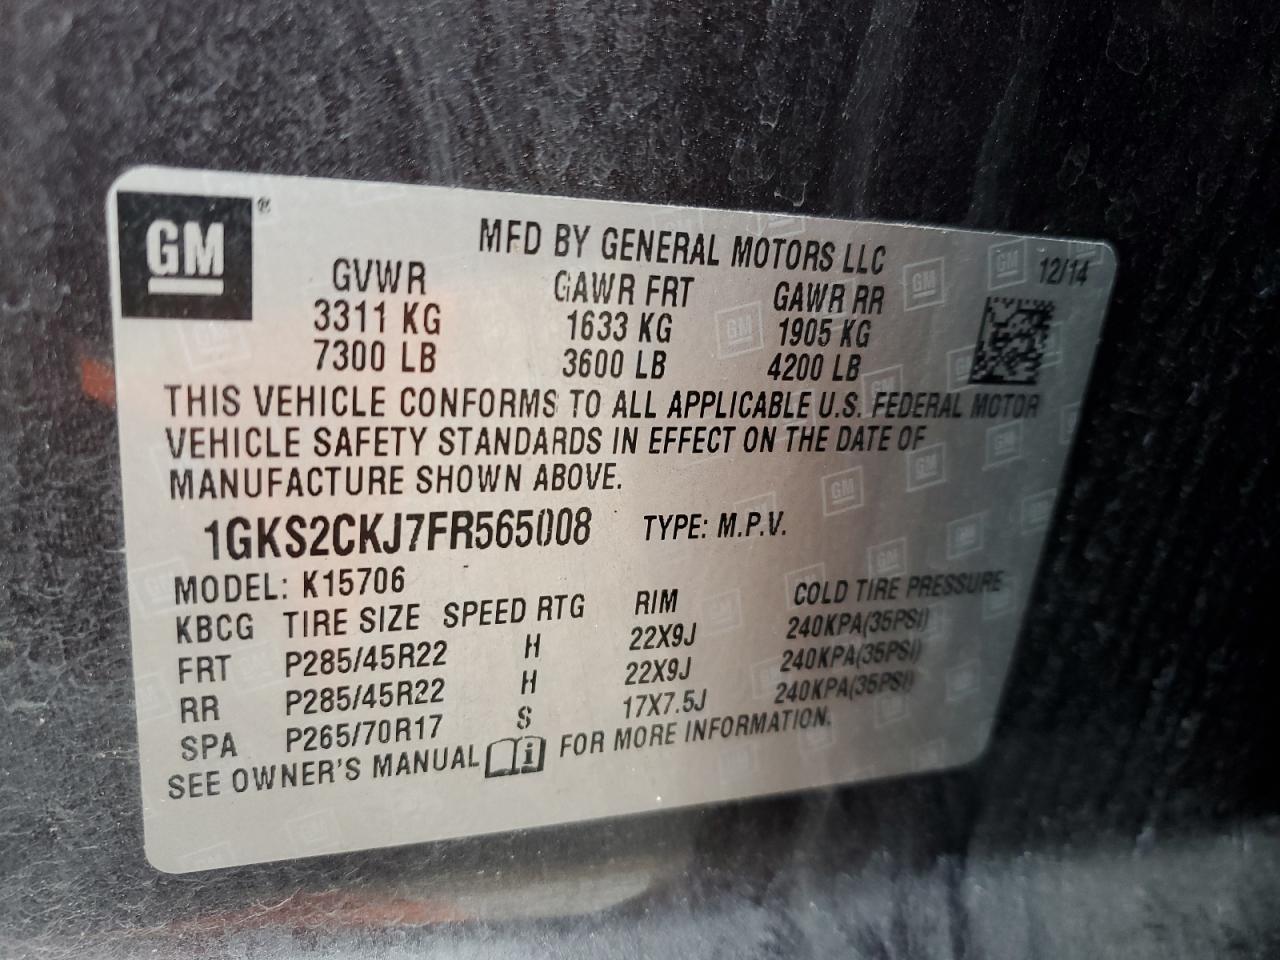 GM®
MFD BY GENERAL MOTORS LLC
12/14
GVWR GAWR FRT GAWR RR
3311 KG 1633 KG 1905 KG
7300 LB 3600 LB 4200 LB
THIS VEHICLE CONFORMS TO ALL APPLICABLE U.S. FEDERAL MOTOR
VEHICLE SAFETY STANDARDS IN EFFECT ON THE DATE OF
MANUFACTURE SHOWN ABOVE.
1GKS2CKJ7FR565008 TYPE: M.P.V.
MODEL: K15706
KBCG TIRE SIZE SPEED RTG RIM COLD TIRE PRESSURE
FRT P285/45R22 H 22X9J 240KPA(35PSI)
RR P285/45R22 H 22X9J 240KPA(35PSI)
SPA P265/70R17 S 17X7.5J 240KPA(35PSI)
SEE OWNER'S MANUAL i FOR MORE INFORMATION.